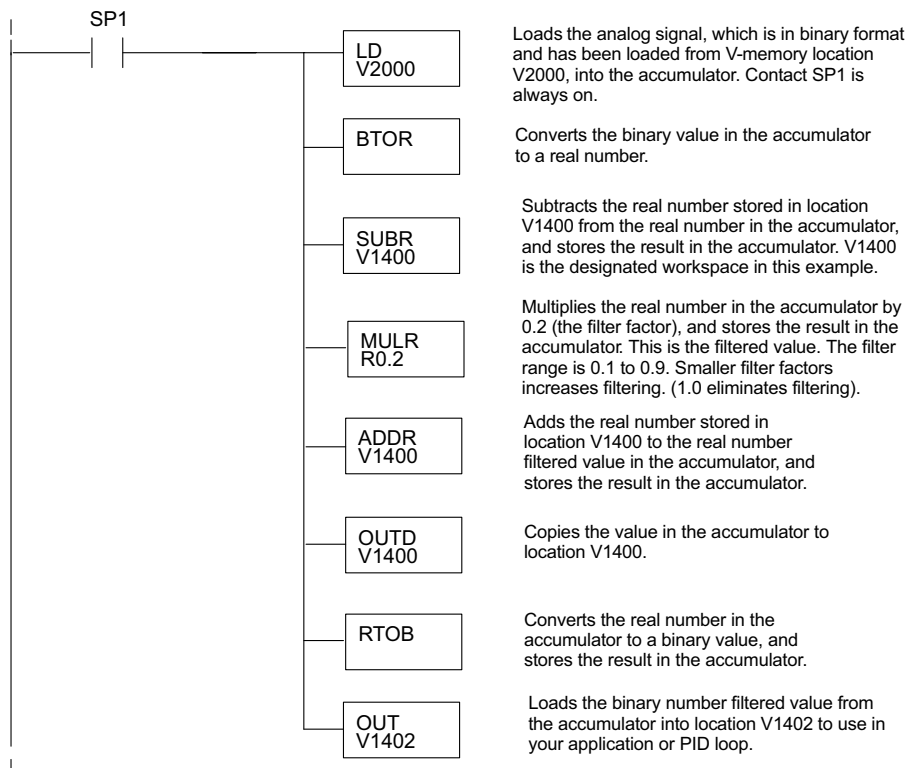 SP1
LD
V2000
Loads the analog signal, which is in binary format
and has been loaded from V-memory location
V2000, into the accumulator. Contact SP1 is
always on.
BTOR
Converts the binary value in the accumulator
to a real number.
SUBR
V1400
Subtracts the real number stored in location
V1400 from the real number in the accumulator,
and stores the result in the accumulator. V1400
is the designated workspace in this example.
MULR
R0.2
Multiplies the real number in the accumulator by
0.2 (the filter factor), and stores the result in the
accumulator. This is the filtered value. The filter
range is 0.1 to 0.9. Smaller filter factors
increases filtering. (1.0 eliminates filtering).
ADDR
V1400
Adds the real number stored in
location V1400 to the real number
filtered value in the accumulator, and
stores the result in the accumulator.
OUTD
V1400
Copies the value in the accumulator to
location V1400.
RTOB
Converts the real number in the
accumulator to a binary value, and
stores the result in the accumulator.
OUT
V1402
Loads the binary number filtered value from
the accumulator into location V1402 to use in
your application or PID loop.